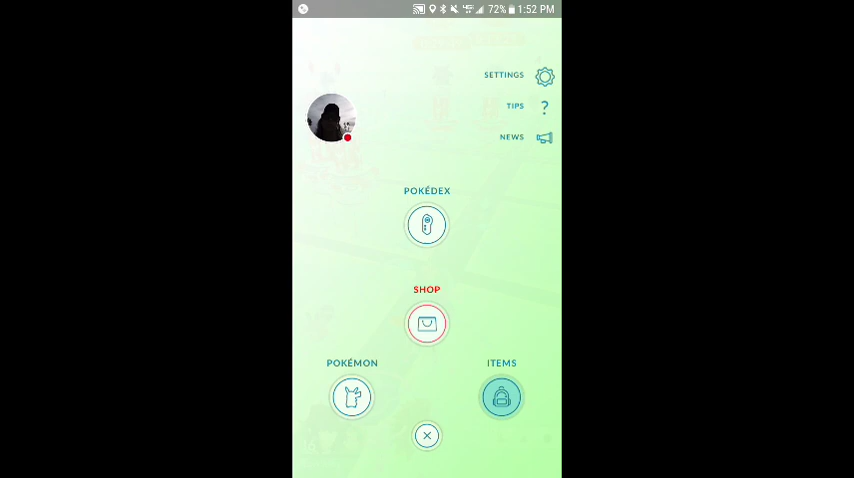 72% 1:52 PM
SETTINGS
TIPS ?
NEWS
POKÉDEX
SHOP
POKÉMON
ITEMS